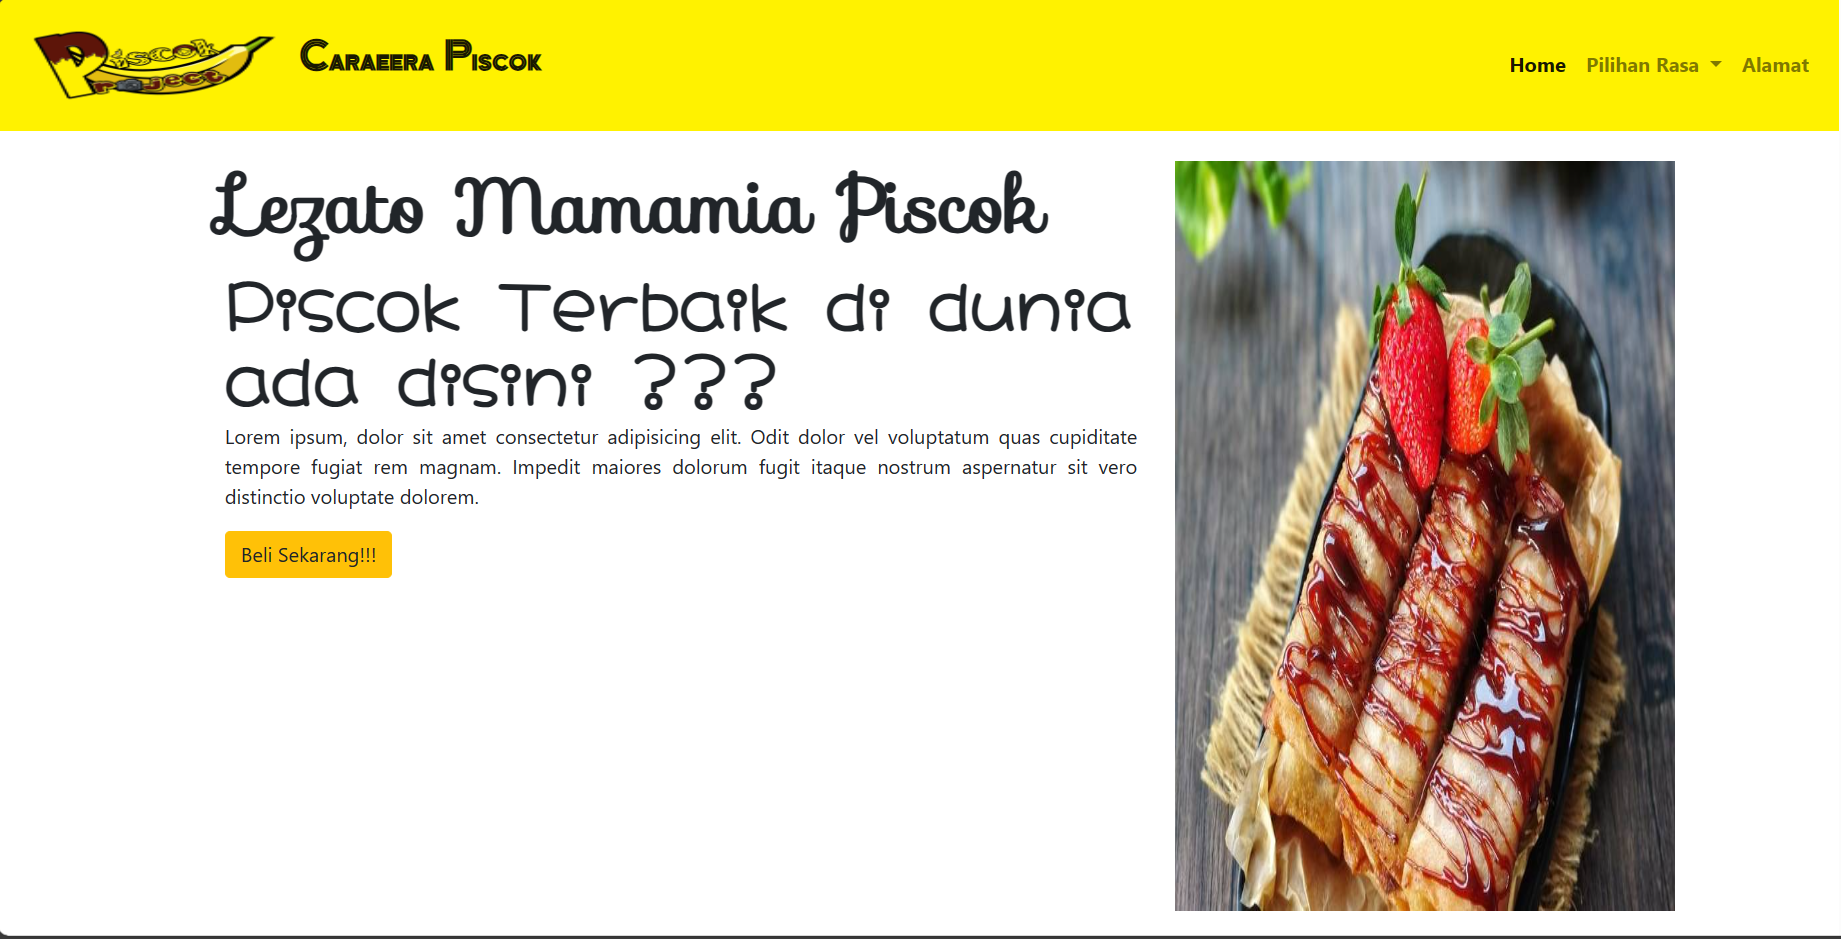 Piscok
Project
Caraeera Piscok
Home Pilihan Rasa Alamat
Lezato Mamamia Piscok
Piscok Terbaik di dunia
ada disini ???
Lorem ipsum, dolor sit amet consectetur adipisicing elit. Odit dolor vel voluptatum quas cupiditate
tempore fugiat rem magnam. Impedit maiores dolorum fugit itaque nostrum aspernatur sit vero
distinctio voluptate dolorem.
Beli Sekarang!!!